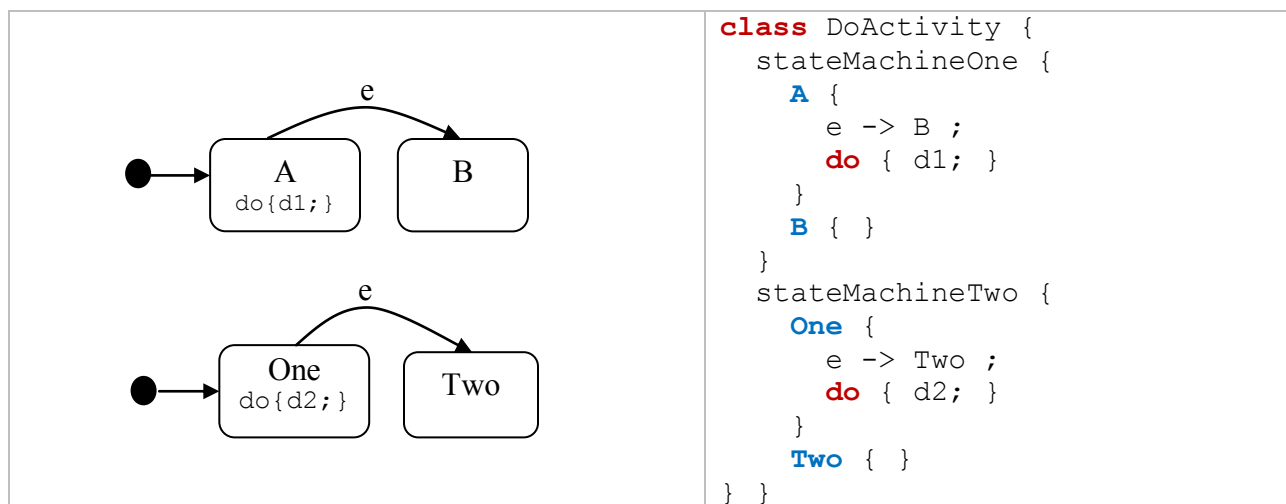 e
A
do{d1;}
B
e
One
do{d2;}
Two
class DoActivity {
stateMachineOne {
A {
e -> B ;
do { d1; }
}
B { }
}
stateMachineTwo {
One {
e -> Two ;
do { d2; }
}
Two { }
} }